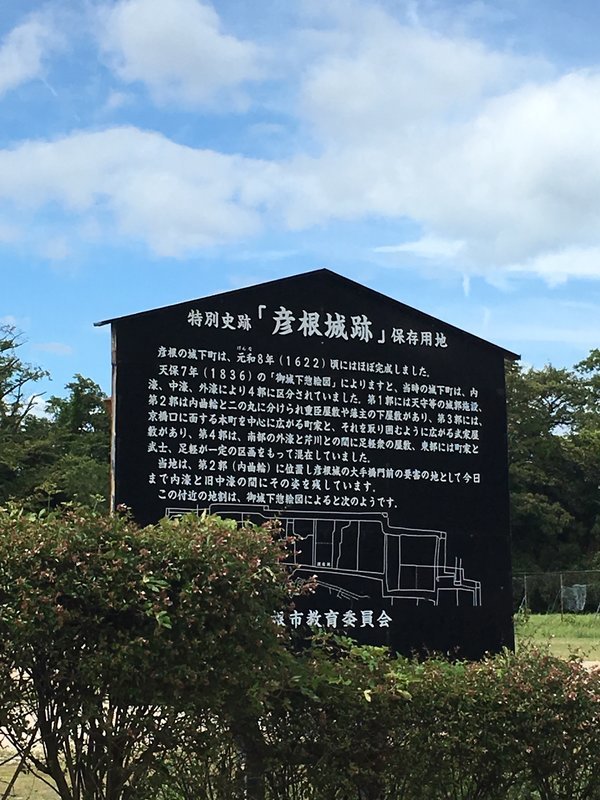 特別史跡「彦根城跡」保存用地
彦根の城下町は、元和8年(1622)頃にはほぼ完成しました。
天保7年(1836)の「御城下惣絵図」によりますと、当時の城下町は、内
濠、中濠、外濠により4郭に区分されていました。第1郭には天守等の城郭施設、
第2郭は内曲輪と二の丸に分けられ重臣屋敷や藩主の下屋敷があり、第3郭は、
京橋口に面する本町を中心に広がる町家と、それを取り囲むように広がる武家屋
敷があり、第4郭は、南部の外濠と芹川との間に足軽衆の屋敷、東部には町家と
武士、足軽が一定の区画をもって混在していました。
当地は、第2郭(内曲輪)に位置し彦根城の大手橋門前の要害の地として今日
まで内濠と旧中濠の間にその姿を残しています。
この付近の地割は、御城下惣絵図によると次のようです。
根市教育委員会